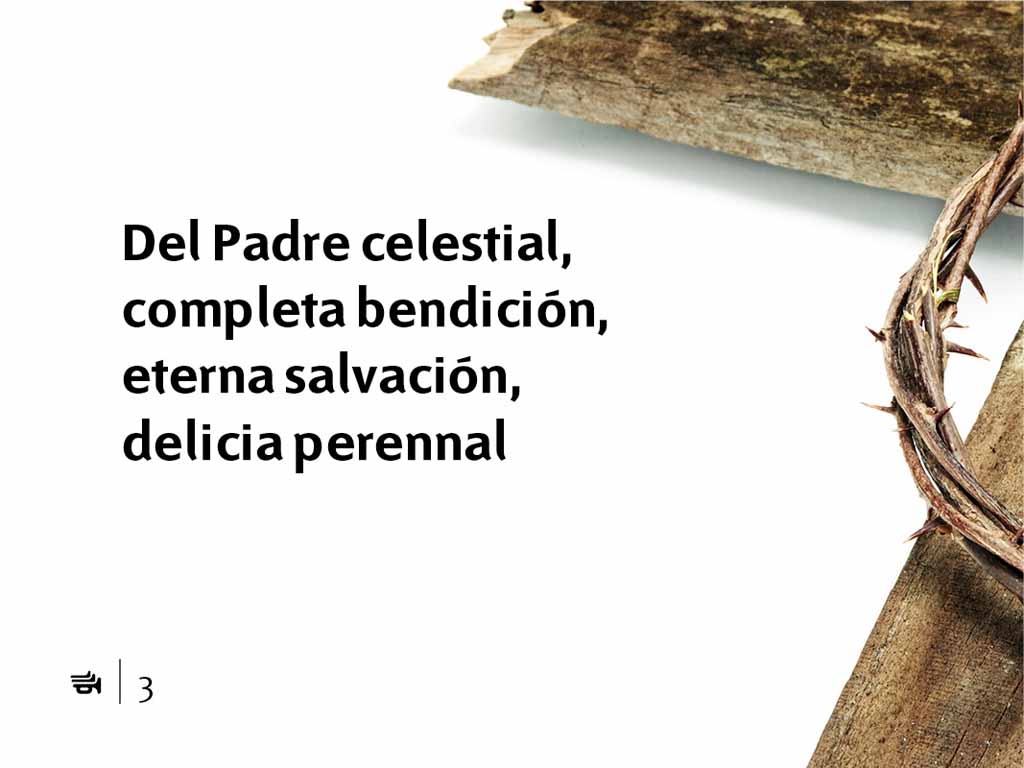 Del Padre celestial,
completa bendición,
eterna salvación,
delicia perennal
3